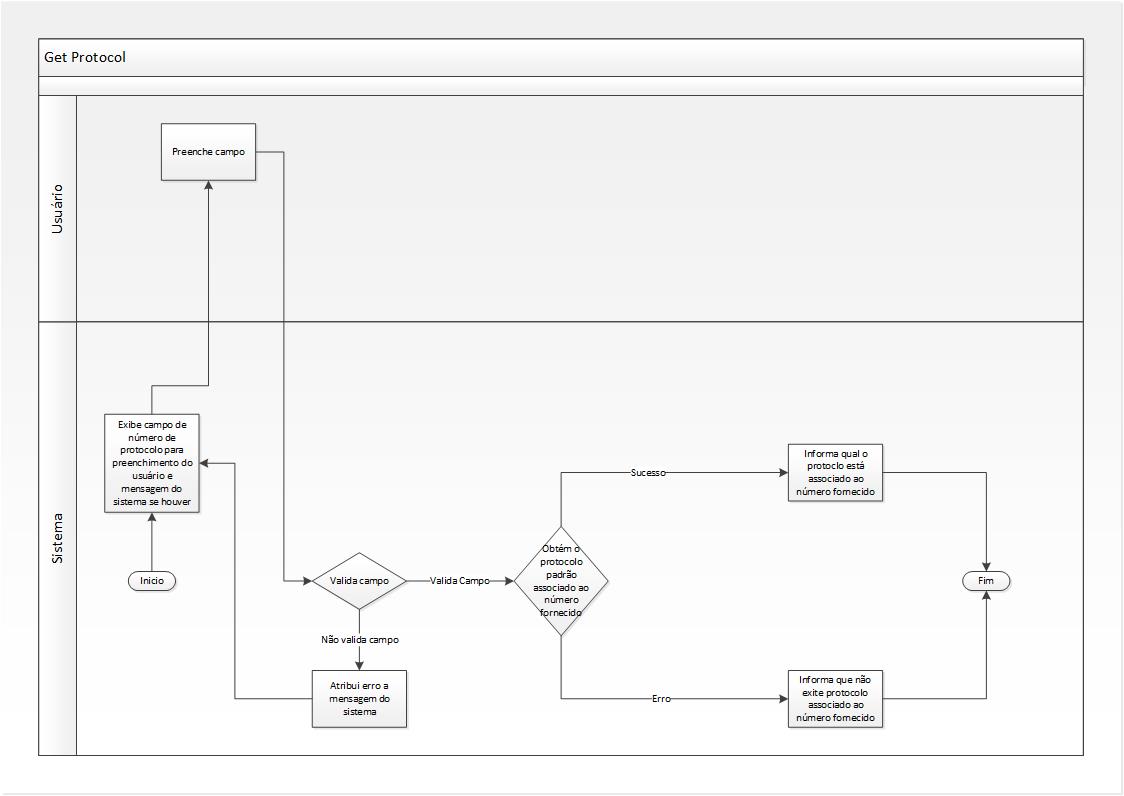 Get Protocol
Usuário
Preenche campo
Sistema
Exibe campo de
número de
protocolo para
preenchimento do
usuário e
mensagem do
sistema se houver
Inicio
Valida campo
Valida Campo
Não valida campo
Atribui erro a
mensagem do
sistema
Obtém o
protocolo
padrão
associado ao
número
fornecido
Sucesso
Informa qual o
protoclo está
associado ao
número fornecido
Erro
Informa que não
exite protocolo
associado ao
número fornecido
Fim